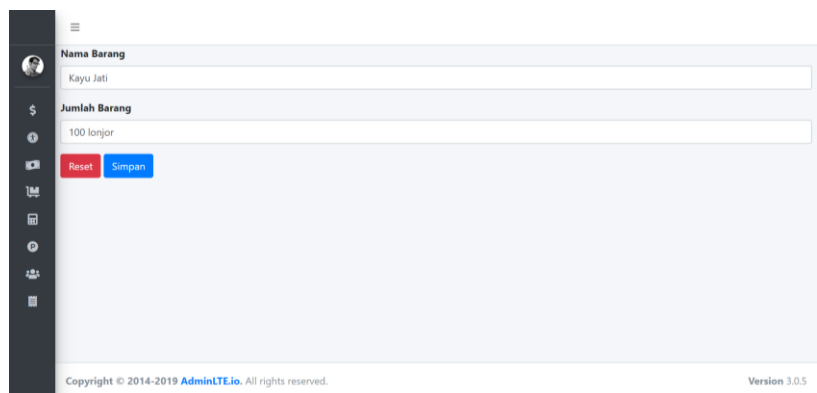 Nama Barang
Kayu Jati
Jumlah Barang
100 lonjor
Reset Simpan
Copyright © 2014-2019 AdminLTE.io. All rights reserved. Version 3.0.5